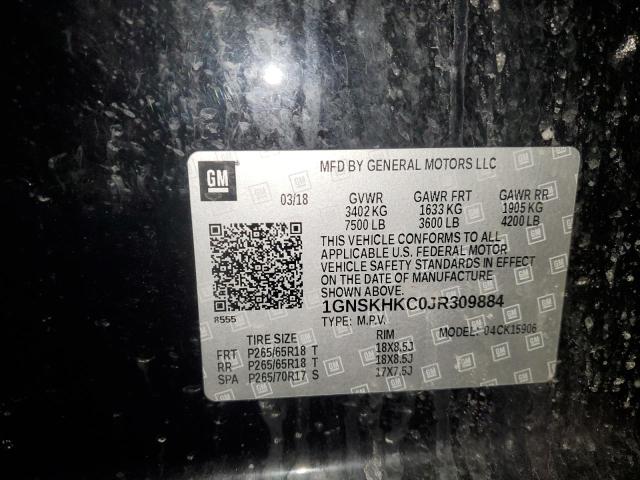 GM
MFD BY GENERAL MOTORS LLC
03/18 GVWR GAWR FRT GAWR RR
3402 KG 1633 KG 1905 KG
7500 LB 3600 LB 4200 LB
THIS VEHICLE CONFORMS TO ALL
APPLICABLE U.S. FEDERAL MOTOR
VEHICLE SAFETY STANDARDS IN EFFECT
ON THE DATE OF MANUFACTURE
SHOWN ABOVE.
1GNSKHKC0JR309884
8555
TYPE: M.P.V. MODEL: 04CK15906
TIRE SIZE RIM
FRT P265/65R18 T 18X8.5J
RR P265/65R18 T 18X8.5J
SPA P265/70R17 S 17X7.5J